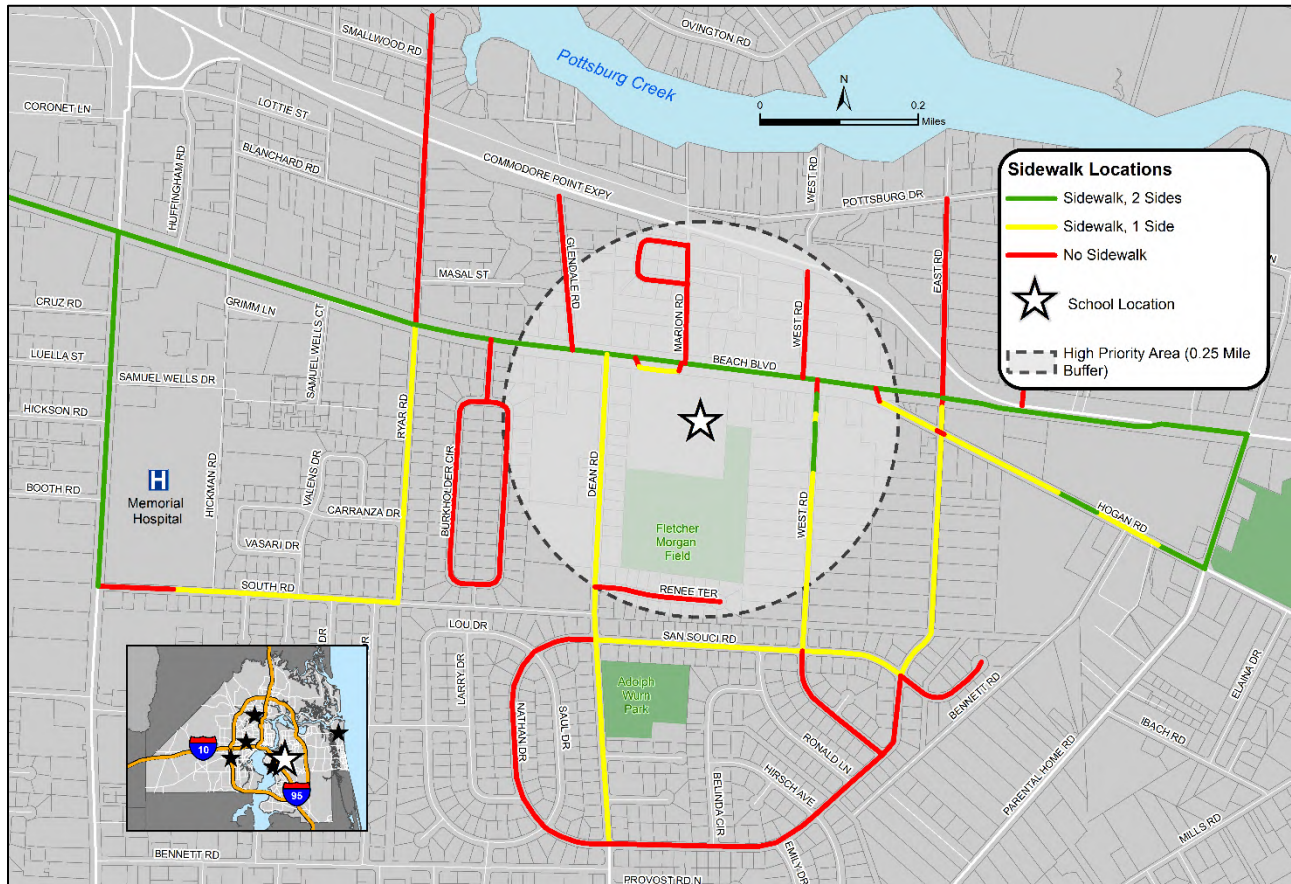 SMALLWOOD RD
OVINGTON RD
Pottsburg Creek
N
0
0.2
Miles
CORONET LN
LOTTIE ST
HUFFINGHAM RD
BLANCHARD RD
COMMODORE POINT EXPY
WEST RD
POTTSBURG DR
Sidewalk Locations
Sidewalk, 2 Sides
Sidewalk, 1 Side
No Sidewalk
School Location
High Priority Area (0.25 Mile
Buffer)
GLENDALE RD
EAST RD
MASAL ST
MARION RD
WEST RD
CRUZ RD
GRIMM LN
SAMUEL WELLS CT
LUELLA ST
BEACH BLVD
SAMUEL WELLS DR
HICKSON RD
RYAR RD
HICKMAN RD
VALENS DR
BURKHOLDER CIR
DEAN RD
WEST RD
BOOTH RD
H
Memorial
Hospital
CARRANZA DR
VASARI DR
HOGAN RD
Fletcher
Morgan
Field
SOUTH RD
RENEE TER
LOU DR
SAN SOUCI RD
LARRY DR
NATHAN DR
SAUL DR
Adolph
Wurn
Park
BENNETT RD
ELAINA DR
IBACH RD
RONALD LN
HIRSCH AVE
BELINDA CIR
PARENTAL HOME RD
MILLS RD
EMILY DR
10
95
BENNETT RD
PROVOST RD N